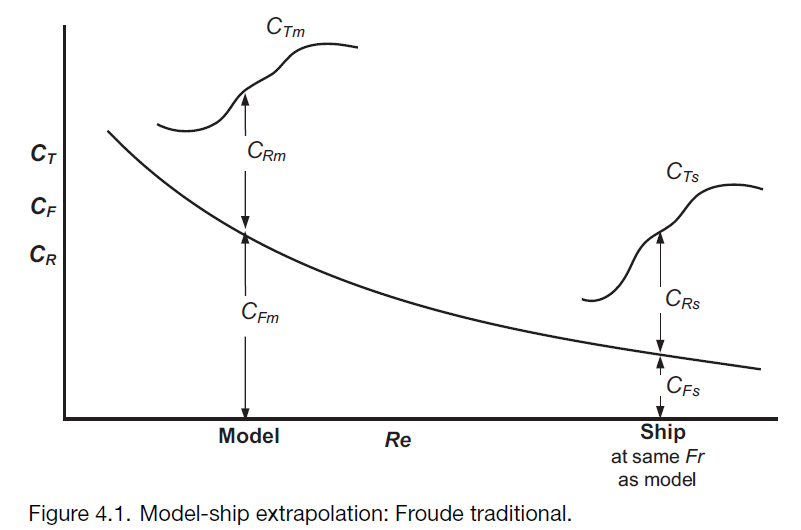 C_Tm
C_T
C_Rm
C_Ts
C_F
C_R
C_Rs
C_Fm
C_Fs
Model
Re
Ship
at same Fr
as model
Figure 4.1. Model-ship extrapolation: Froude traditional.